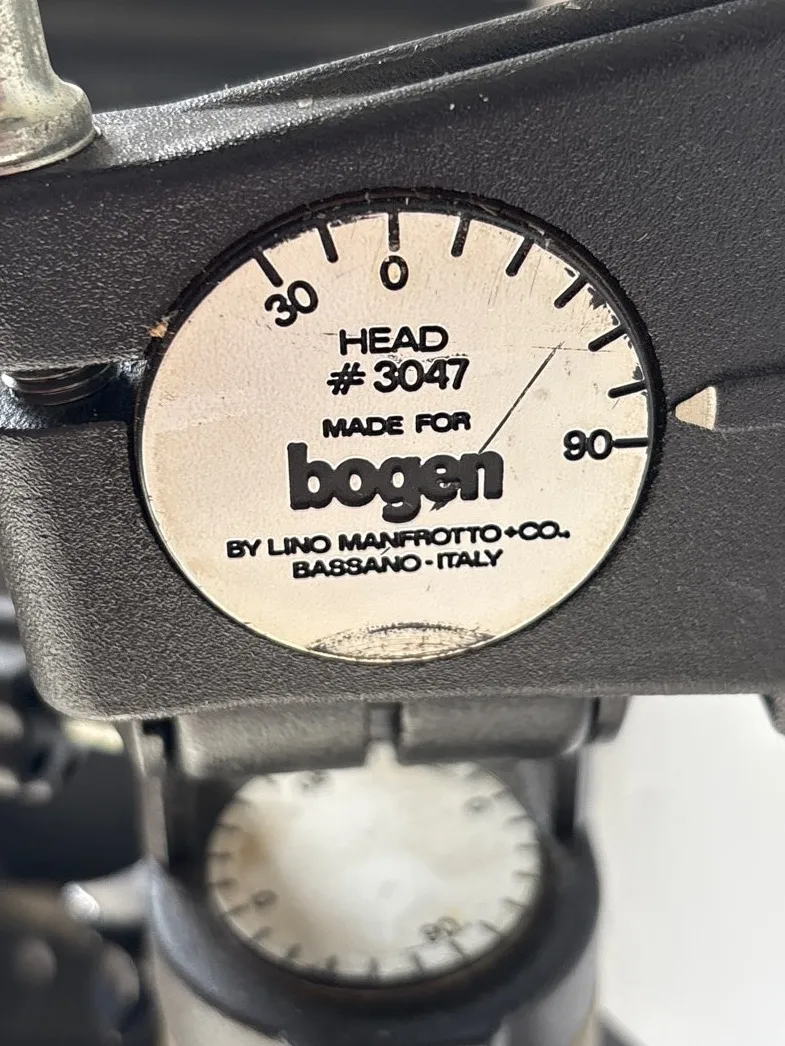 0
30
HEAD
# 3047
MADE FOR
bogen
90
BY LINO MANFROTTO+CO.,
BASSANO-ITALY